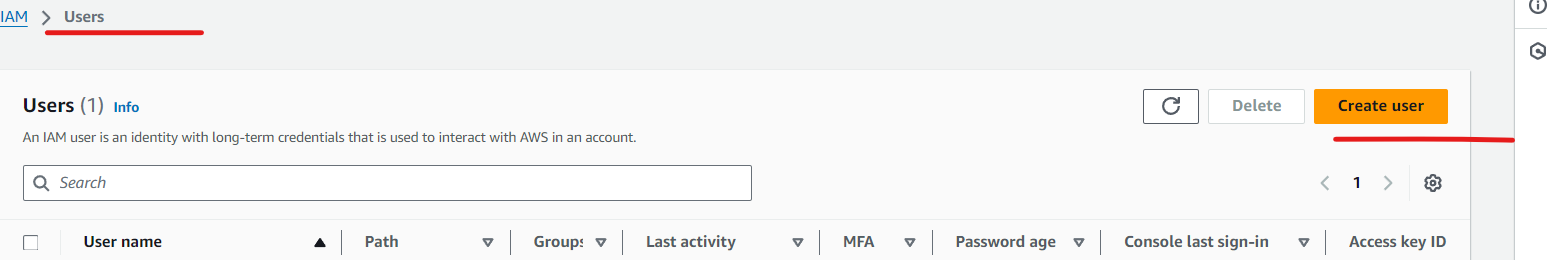 IAM > Users
Users (1) Info
Delete
Create user
An IAM user is an identity with long-term credentials that is used to interact with AWS in an account.
Search
1
User name
Path
Groups
Last activity
MFA
Password age
Console last sign-in
Access key ID